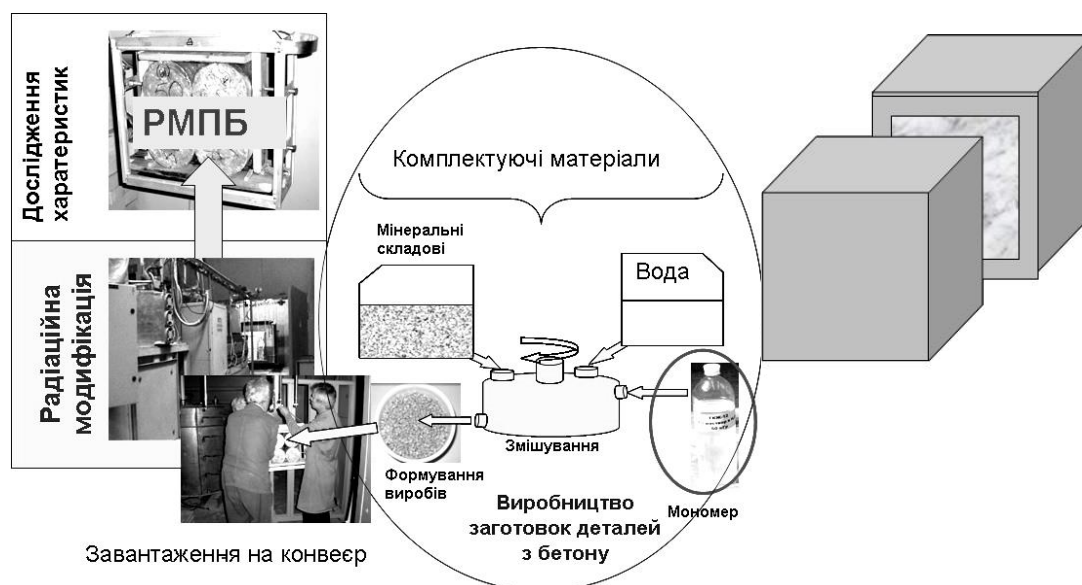 Дослідження
харатеристик
РМПБ
Радіаційна
модифікація
Комплектуючі матеріали
Мінеральні
складові
Вода
Змішування
Формування
виробів
Мономер
Виробництво
заготовок деталей
з бетону
Завантаження на конвеєр